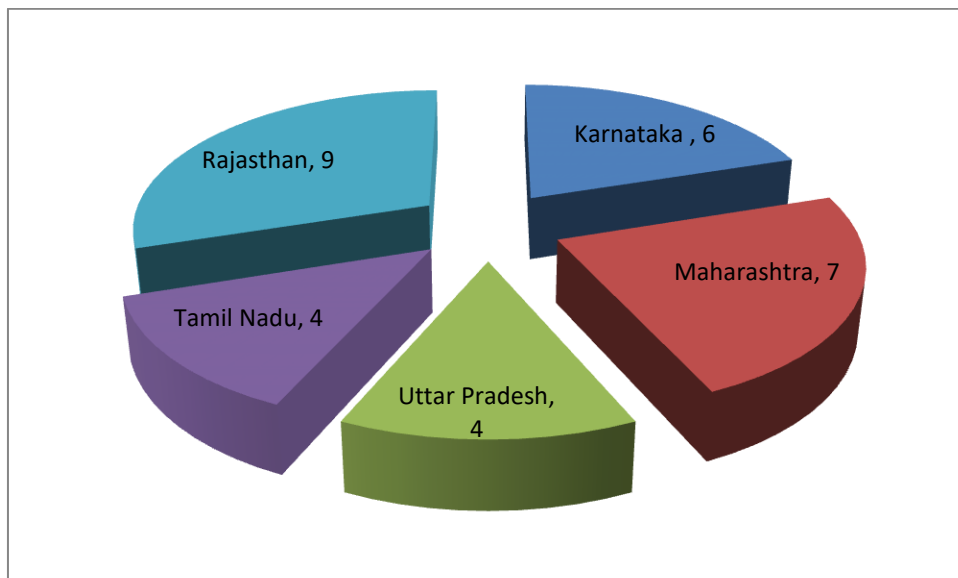 Karnataka , 6
Rajasthan, 9
Maharashtra, 7
Tamil Nadu, 4
Uttar Pradesh,
4